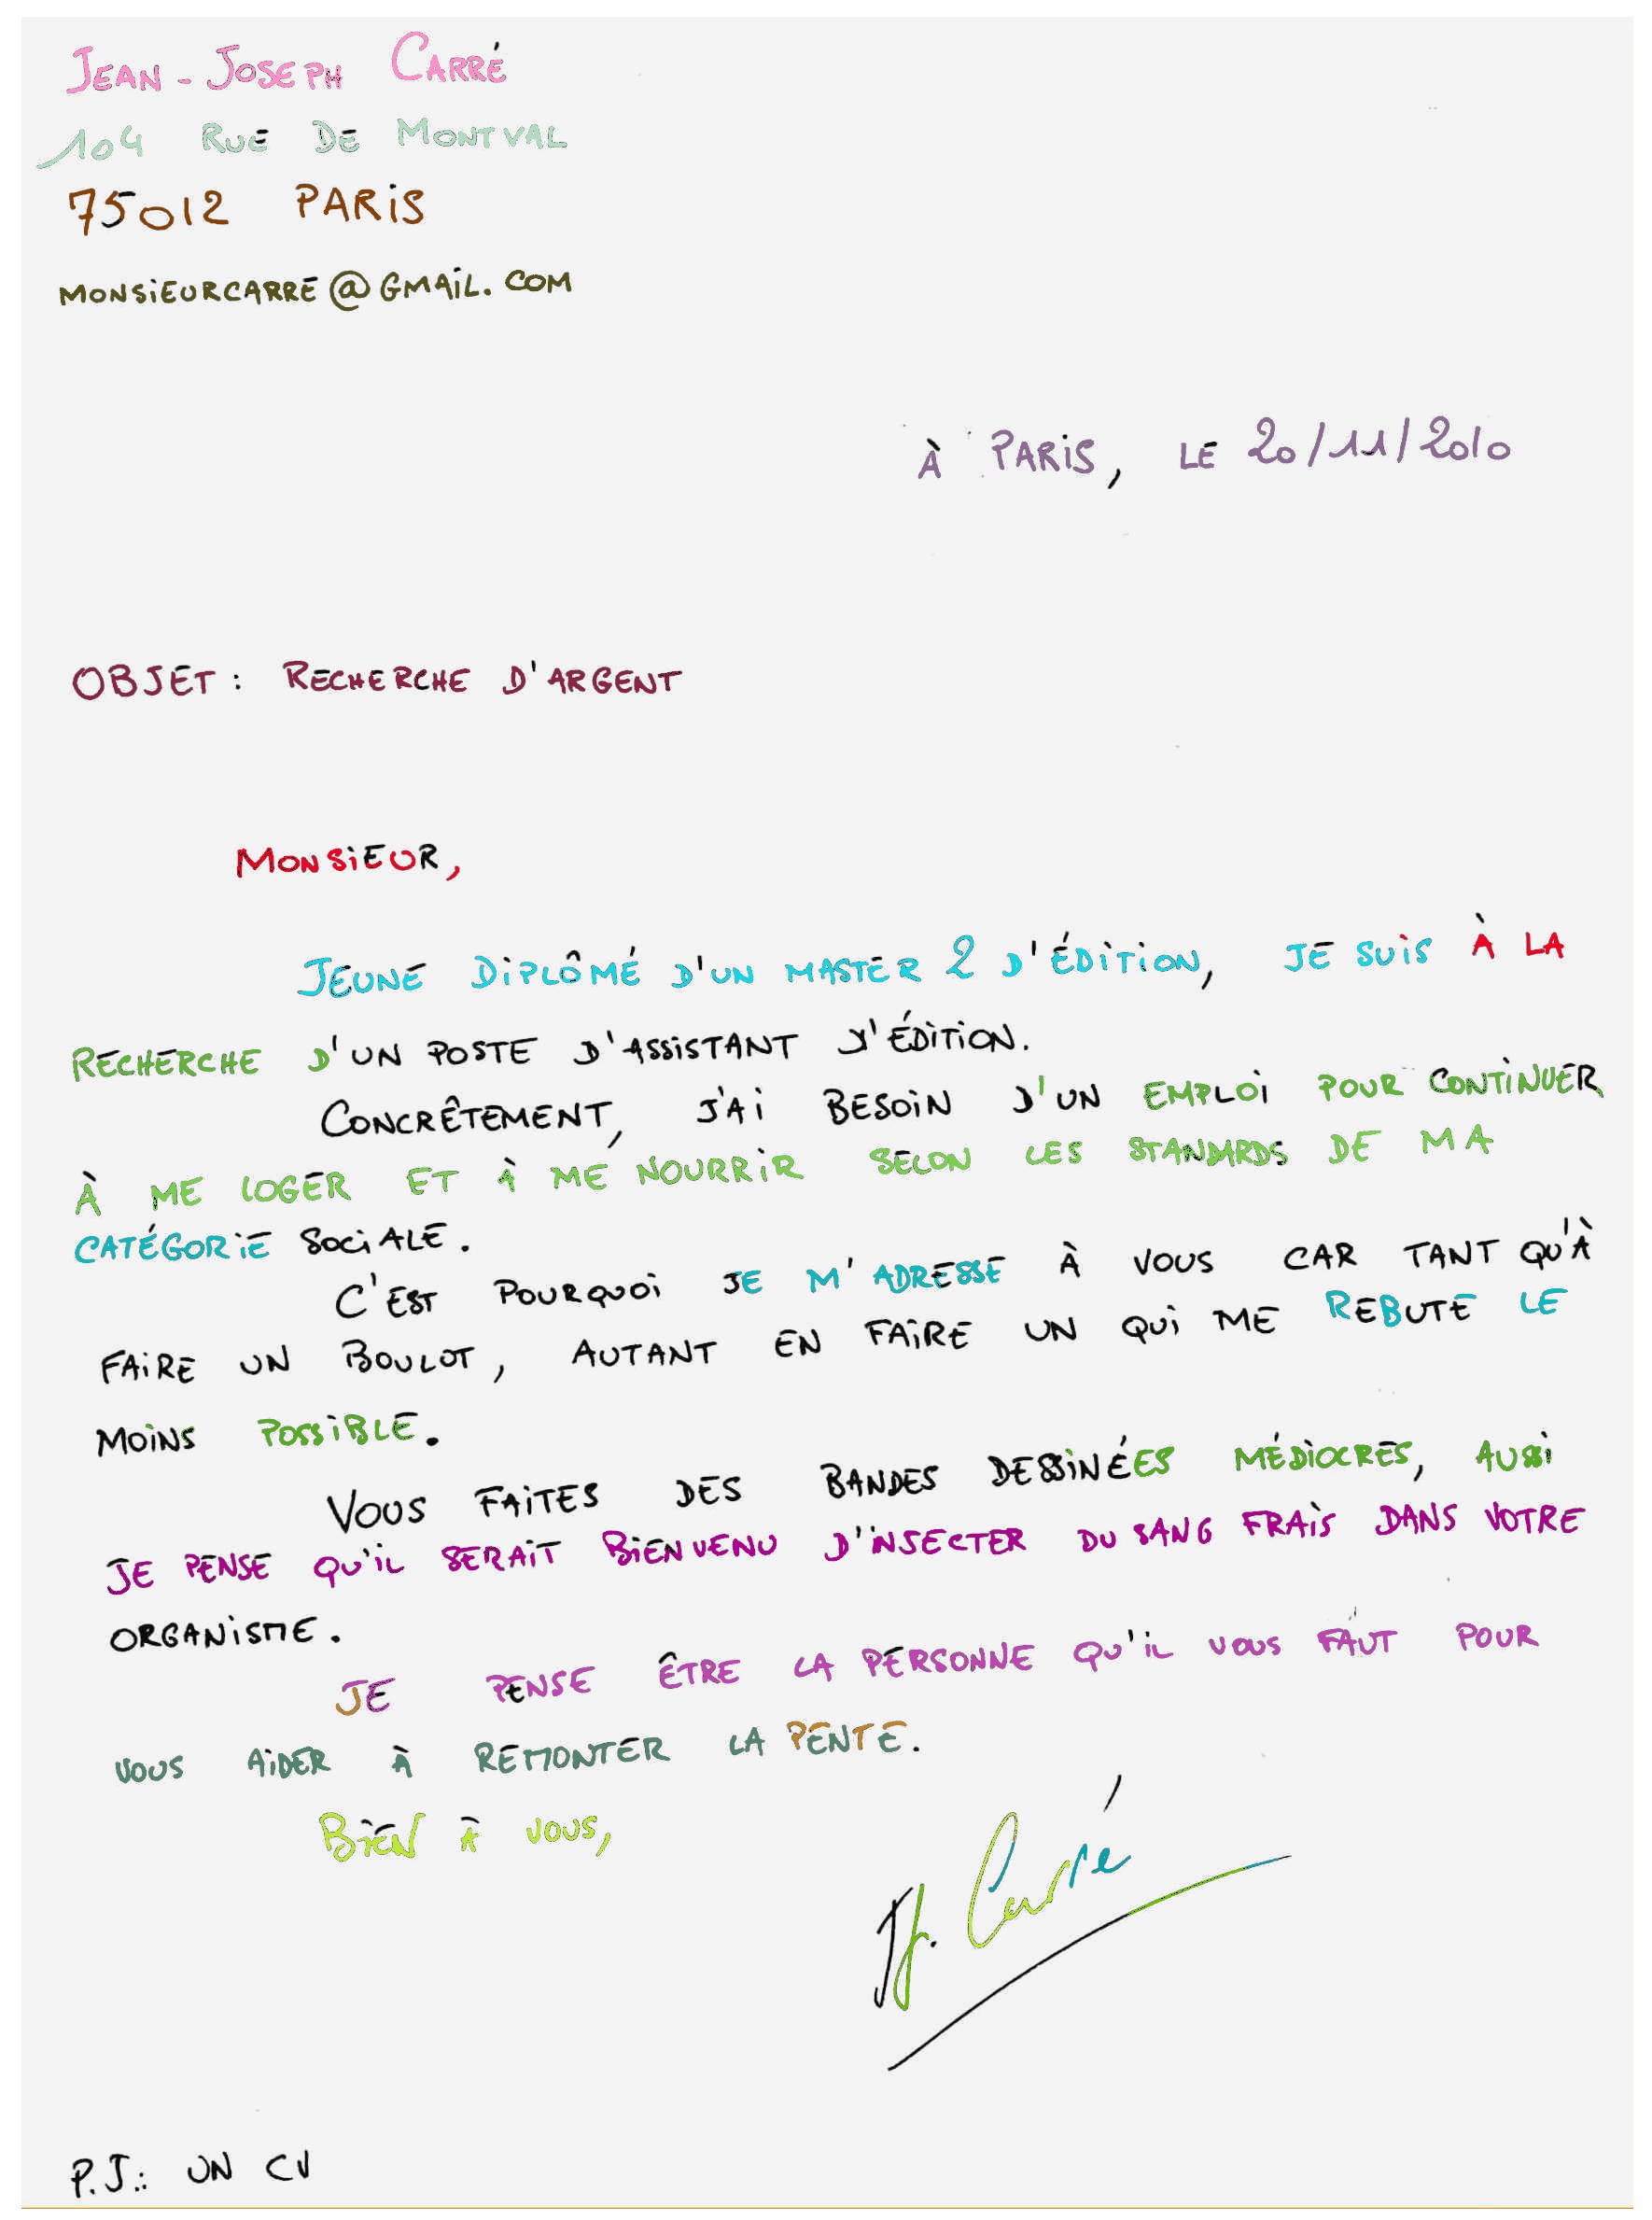 JEAN-JOSEPH CARRÉ
104 RUE DE MONTVAL
75012 PARIS
MONSIEURCARRE@GMAIL.COM
À PARIS, LE 20/11/2010
OBJET : RECHERCHE D'ARGENT
MONSIEUR,
JEUNE DIPLÔMÉ D'UN MASTER 2 D'ÉDITION, JE SUIS À LA
RECHERCHE D'UN POSTE D'ASSISTANT D'ÉDITION.
CONCRÊTEMENT, J'AI BESOIN D'UN EMPLOI POUR CONTINUER
À ME LOGER ET À ME NOURRIR SELON LES STANDARDS DE MA
CATÉGORIE SOCIALE.
C'EST POURQUOI JE M'ADRESSE À VOUS CAR TANT QU'À
FAIRE UN BOULOT, AUTANT EN FAIRE UN QUI ME REBUTE LE
MOINS POSSIBLE.
VOUS FAITES DES BANDES DESSINÉES MÉDIOCRES, AUSSI
JE PENSE QU'IL SERAIT BIENVENU D'INSECTER DU SANG FRAIS DANS VOTRE
ORGANISME.
JE PENSE ÊTRE LA PERSONNE QU'IL VOUS FAUT POUR
VOUS AIDER À REMONTER LA PENTE.
BIEN À VOUS,
JJ. Carré
P.J.: UN CV